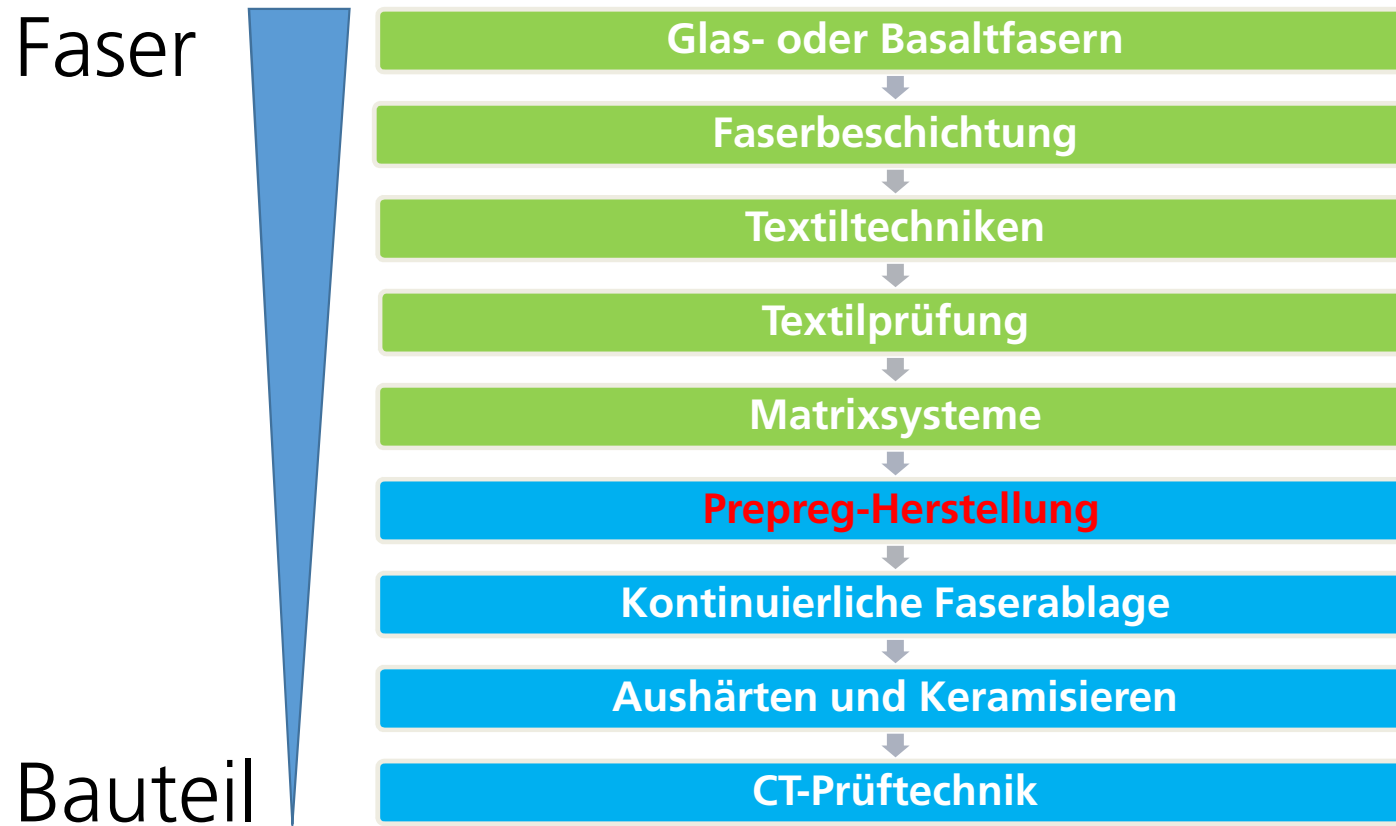 Faser
Glas- oder Basaltfasern
Faserbeschichtung
Textiltechniken
Textilprüfung
Matrixsysteme
Prepreg-Herstellung
Kontinuierliche Faserablage
Aushärten und Keramisieren
Bauteil
CT-Prüftechnik